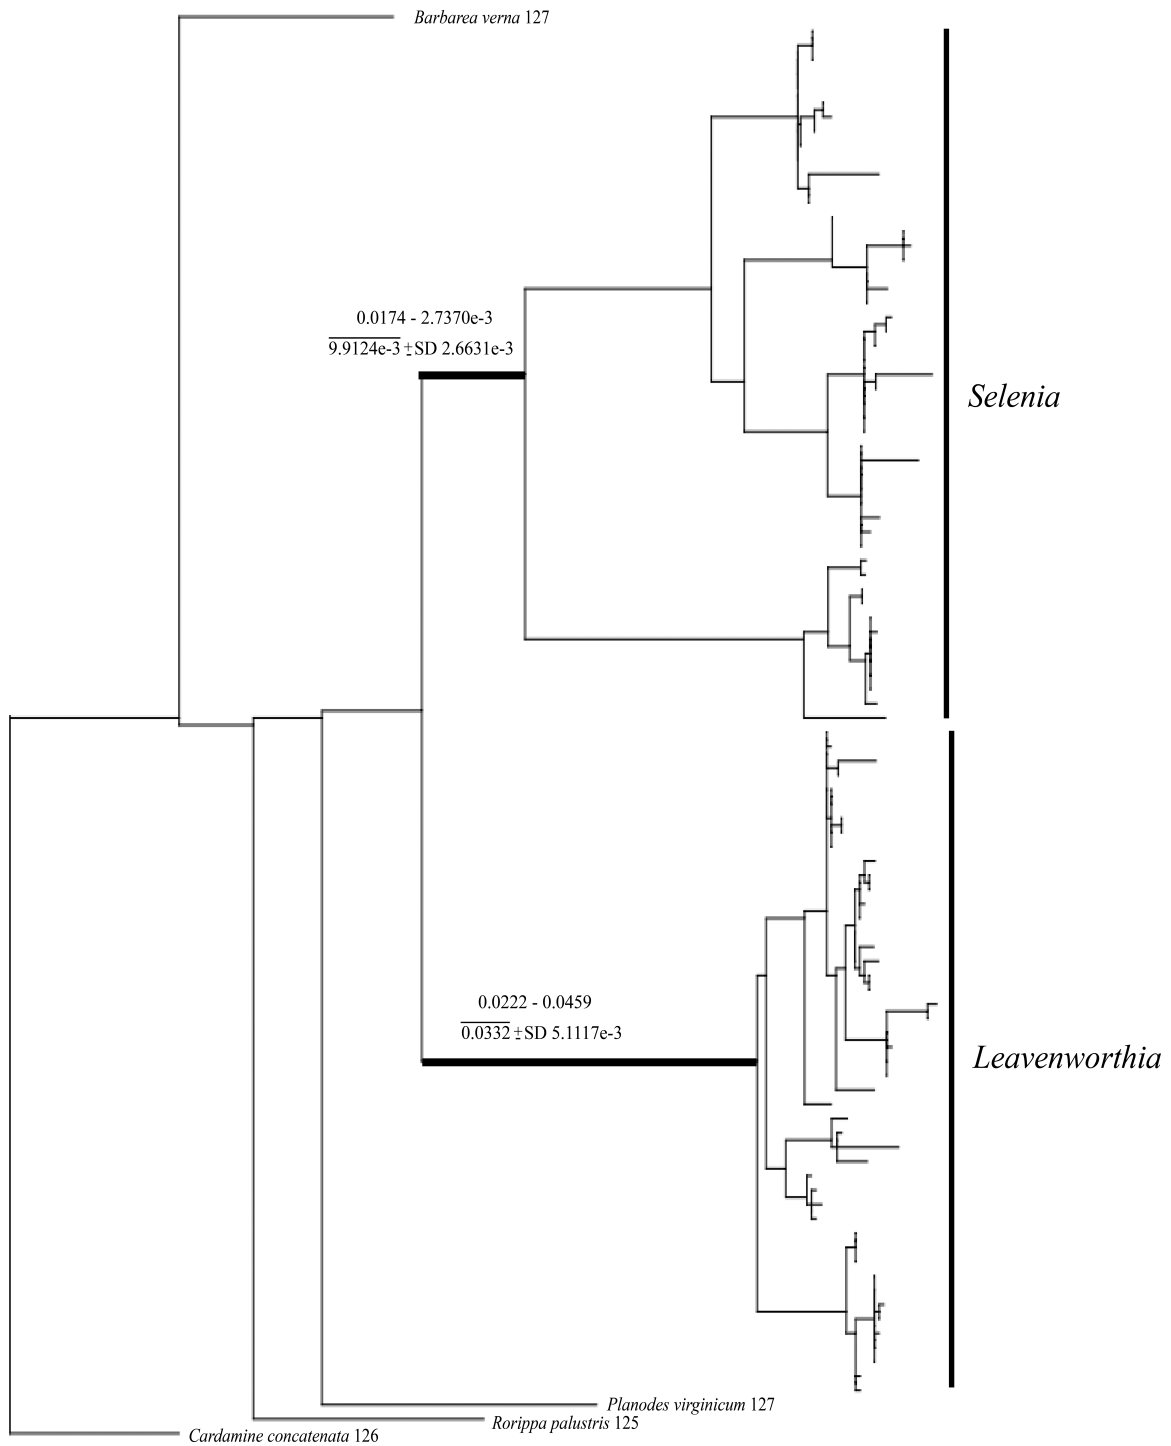 Barbarea verna 127
0.0174 - 2.7370e-3
9.9124e-3 ±SD 2.6631e-3
Selenia
0.0222 - 0.0459
0.0332 ±SD 5.1117e-3
Leavenworthia
Planodes virginicum 127
Rorippa palustris 125
Cardamine concatenata 126